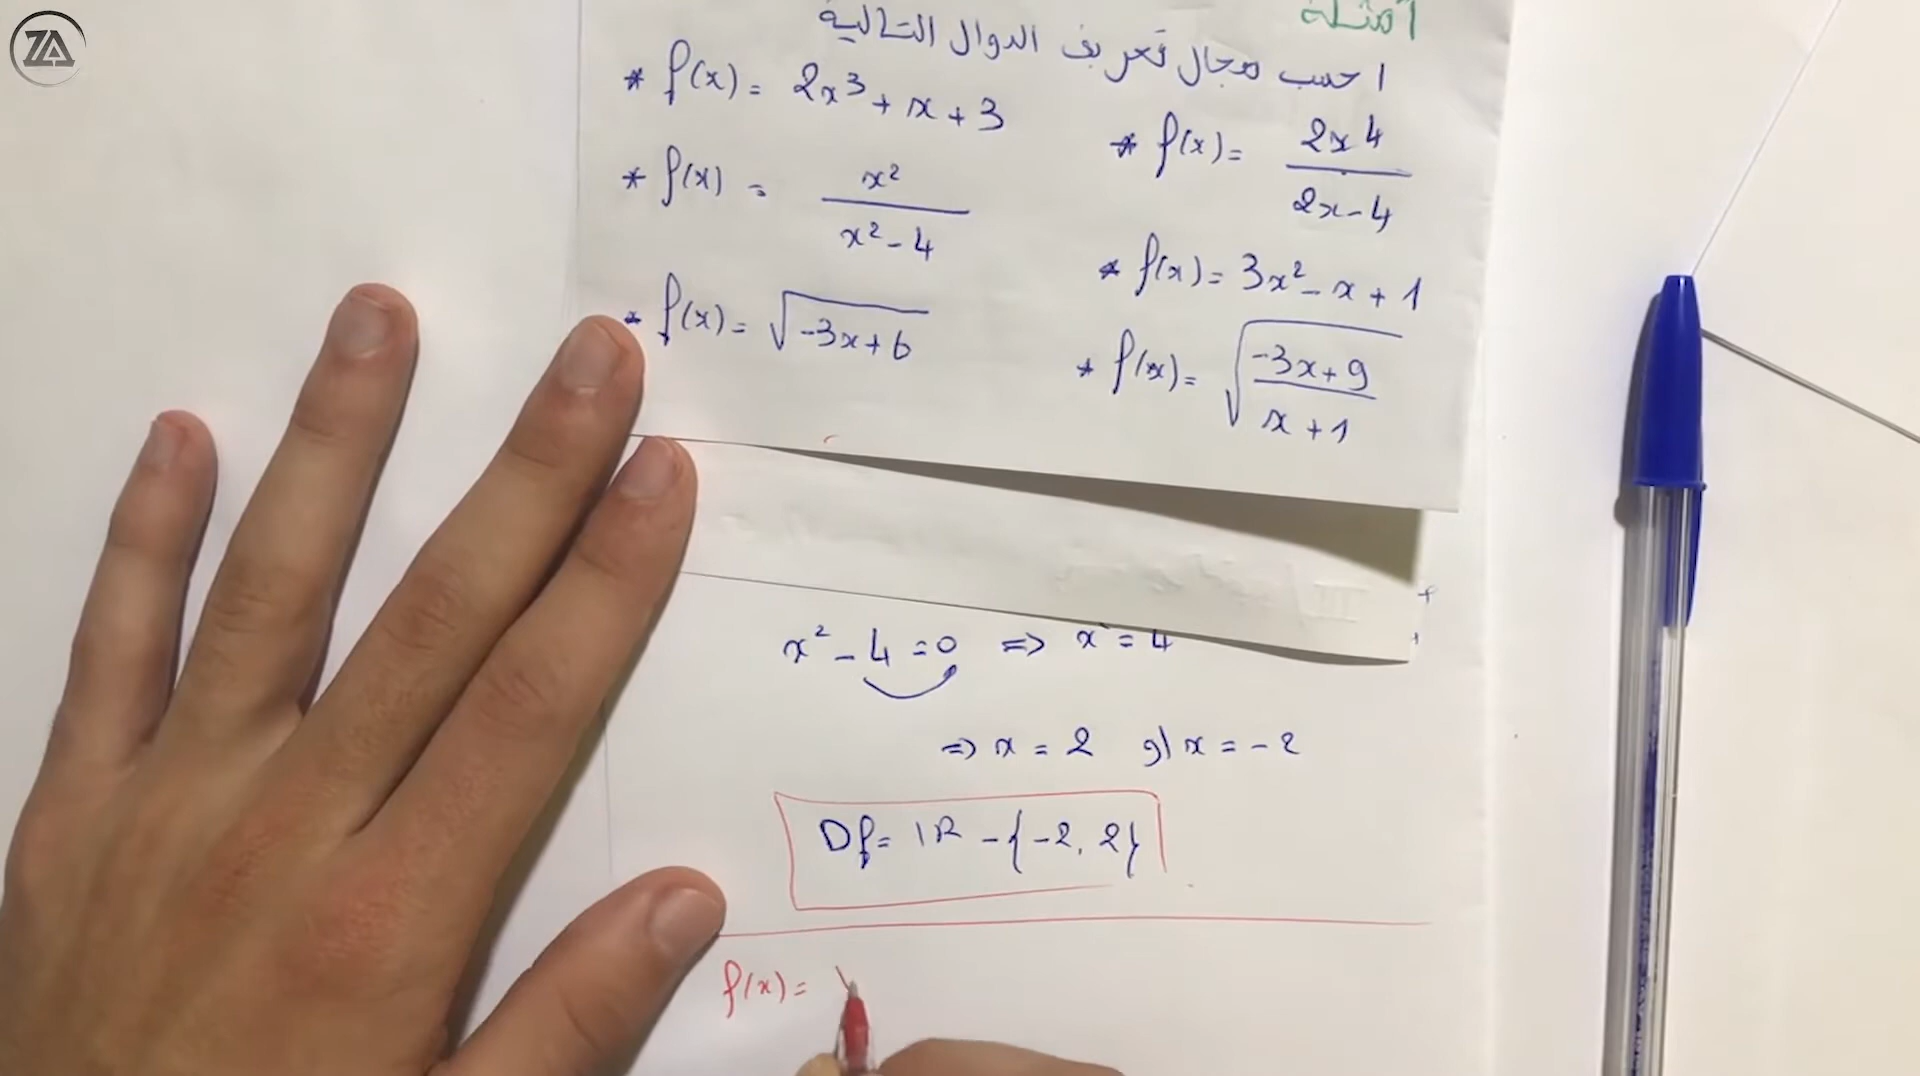 ZA
أمثلة
احسب مجال تعريف الدوال التالية
* f(x) = 2x³ + x + 3
* f(x) = 2x4 / 2x-4
* f(x) = x² / x² - 4
* f(x) = 3x² - x + 1
* f(x) = √-3x+6
* f(x) = √-3x+9 / x+1
x² - 4 = 0 => x² = 4
=> x = 2 أو x = -2
Df = IR - {-2, 2}
f(x) =